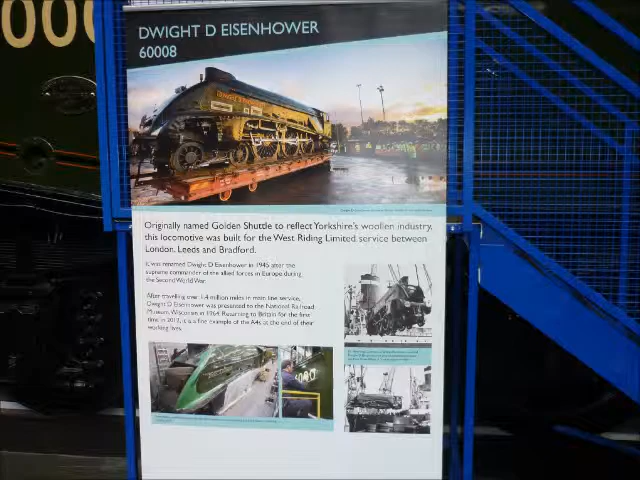 00
DWIGHT D EISENHOWER
60008
Originally named Golden Shuttle to reflect Yorkshire's woollen industry,
this locomotive was built for the West Riding Limited service between
London, Leeds and Bradford.
It was renamed Dwight D Eisenhower in 1945 after the
supreme commander of the allied forces in Europe during
the Second World War.
After travelling over 1.4 million miles in main line service,
Dwight D Eisenhower was presented to the National Railroad
Museum, Wisconsin in 1964. Returning to Britain for the first
time in 2012, it is a fine example of the A4s at the end of their
working lives.